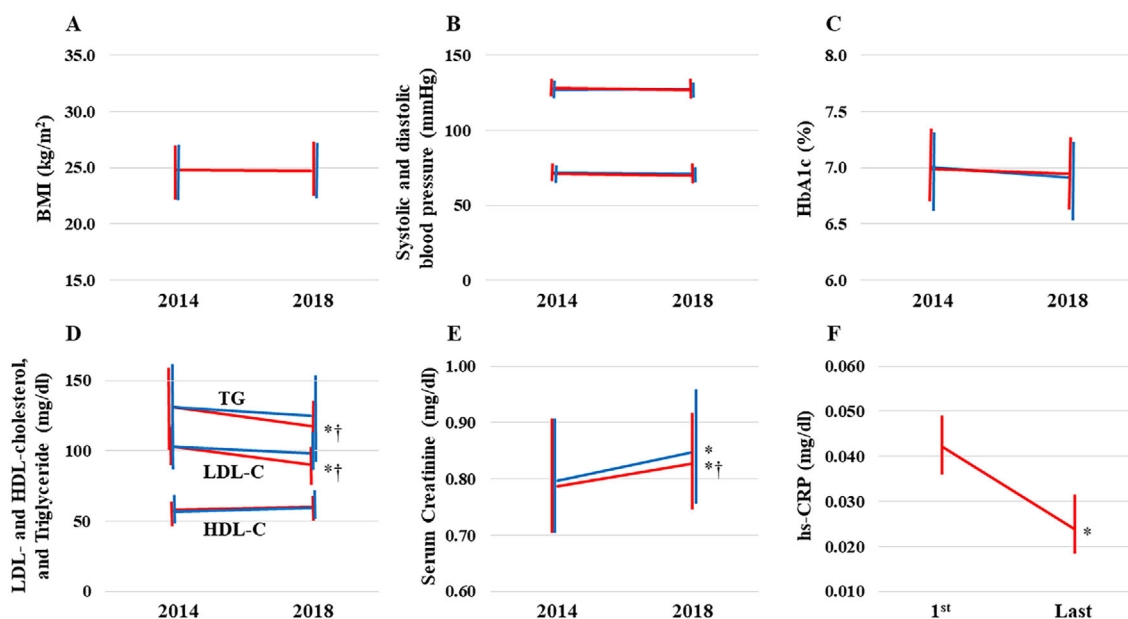 A
BMI (kg/m²)
35.0
30.0
25.0
20.0
15.0
2014
2018
B
Systolic and diastolic
blood pressure (mmHg)
150
100
50
0
2014
2018
C
HbA1c (%)
8.0
7.5
7.0
6.5
6.0
2014
2018
D
LDL- and HDL-cholesterol,
and Triglyceride (mg/dl)
150
100
50
0
TG
*†
LDL-C
*†
HDL-C
2014
2018
E
Serum Creatinine (mg/dl)
1.00
0.90
0.80
0.70
0.60
*
*†
2014
2018
F
hs-CRP (mg/dl)
0.060
0.050
0.040
0.030
0.020
0.010
*
1st
Last